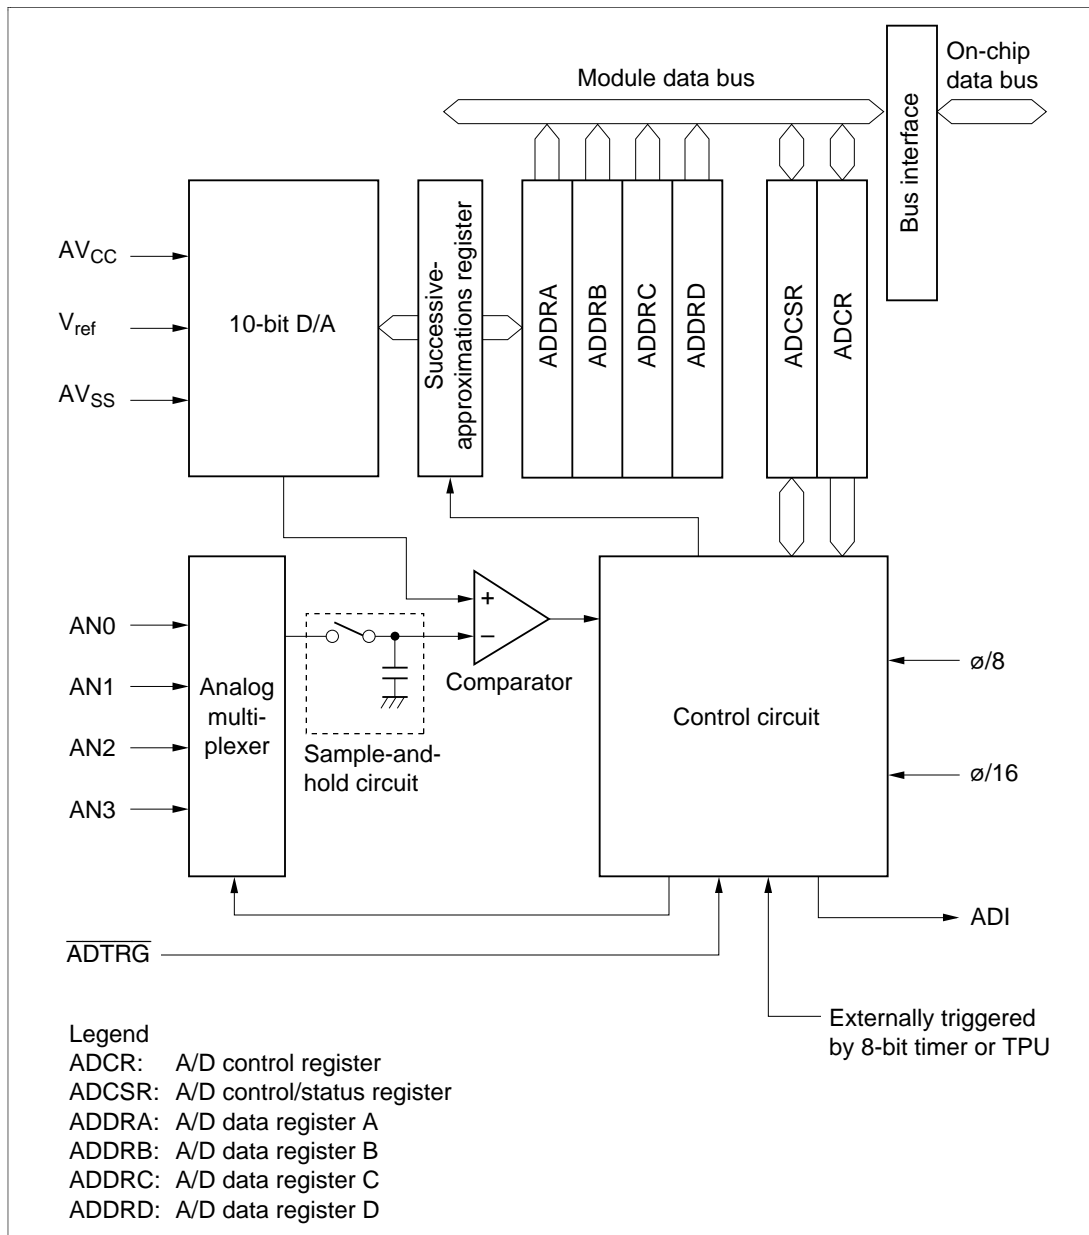 Module data bus
On-chip
data bus
Bus interface
AVCC
Vref
AVSS
10-bit D/A
Successive-
approximations register
ADDRA
ADDRB
ADDRC
ADDRD
ADCSR
ADCR
AN0
AN1
AN2
AN3
Analog
multi-
plexer
+
−
Comparator
Sample-and-
hold circuit
Control circuit
ø/8
ø/16
ADI
ADTRG
Externally triggered
by 8-bit timer or TPU
Legend
ADCR: A/D control register
ADCSR: A/D control/status register
ADDRA: A/D data register A
ADDRB: A/D data register B
ADDRC: A/D data register C
ADDRD: A/D data register D